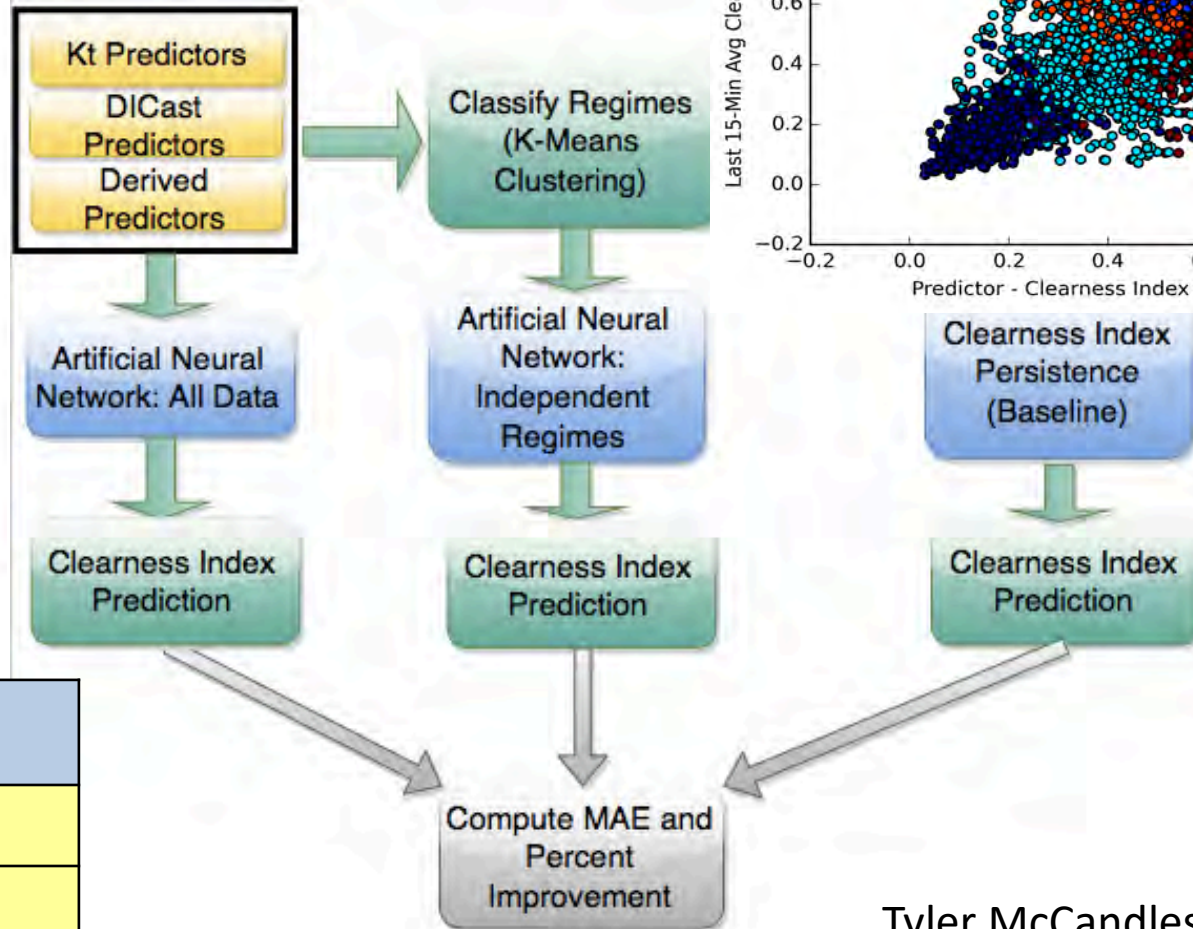 Kt Predictors
DICast
Predictors
Derived
Predictors
Classify Regimes
(K-Means
Clustering)
Last 15-Min Avg
0.6
0.4
0.2
0.0
−0.2
−0.2
0.0
0.2
0.4
Predictor - Clearness Index
Artificial Neural
Network: All Data
Artificial Neural
Network:
Independent
Regimes
Clearness Index
Persistence
(Baseline)
Clearness Index
Prediction
Clearness Index
Prediction
Clearness Index
Prediction
Compute MAE and
Percent
Improvement
Tyler McCandles